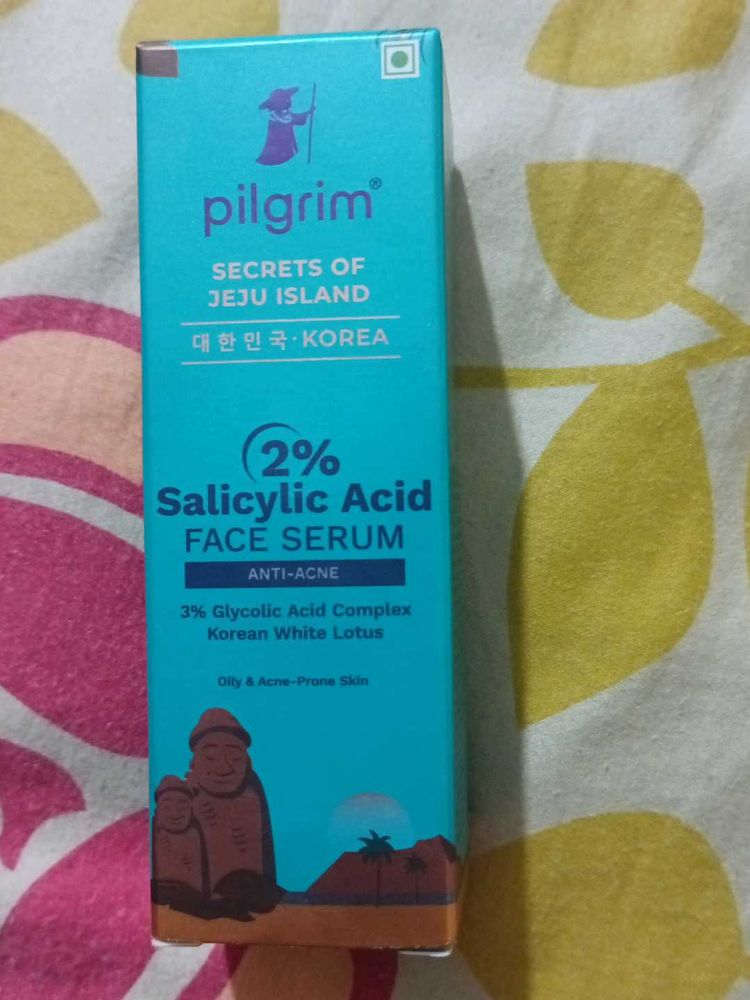 pilgrim®
SECRETS OF
JEJU ISLAND
대한민국·KOREA
2%
Salicylic Acid
FACE SERUM
ANTI-ACNE
3% Glycolic Acid Complex
Korean White Lotus
Oily & Acne-Prone Skin